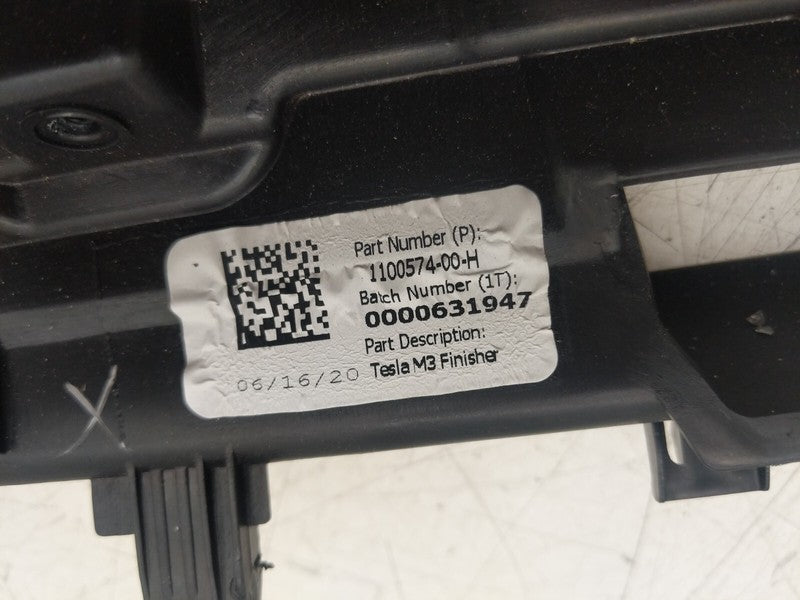 Part Number (P):
1100574-00-H
Batch Number (1T):
0000631947
Part Description:
06/16/20 Tesla M3 Finisher
X